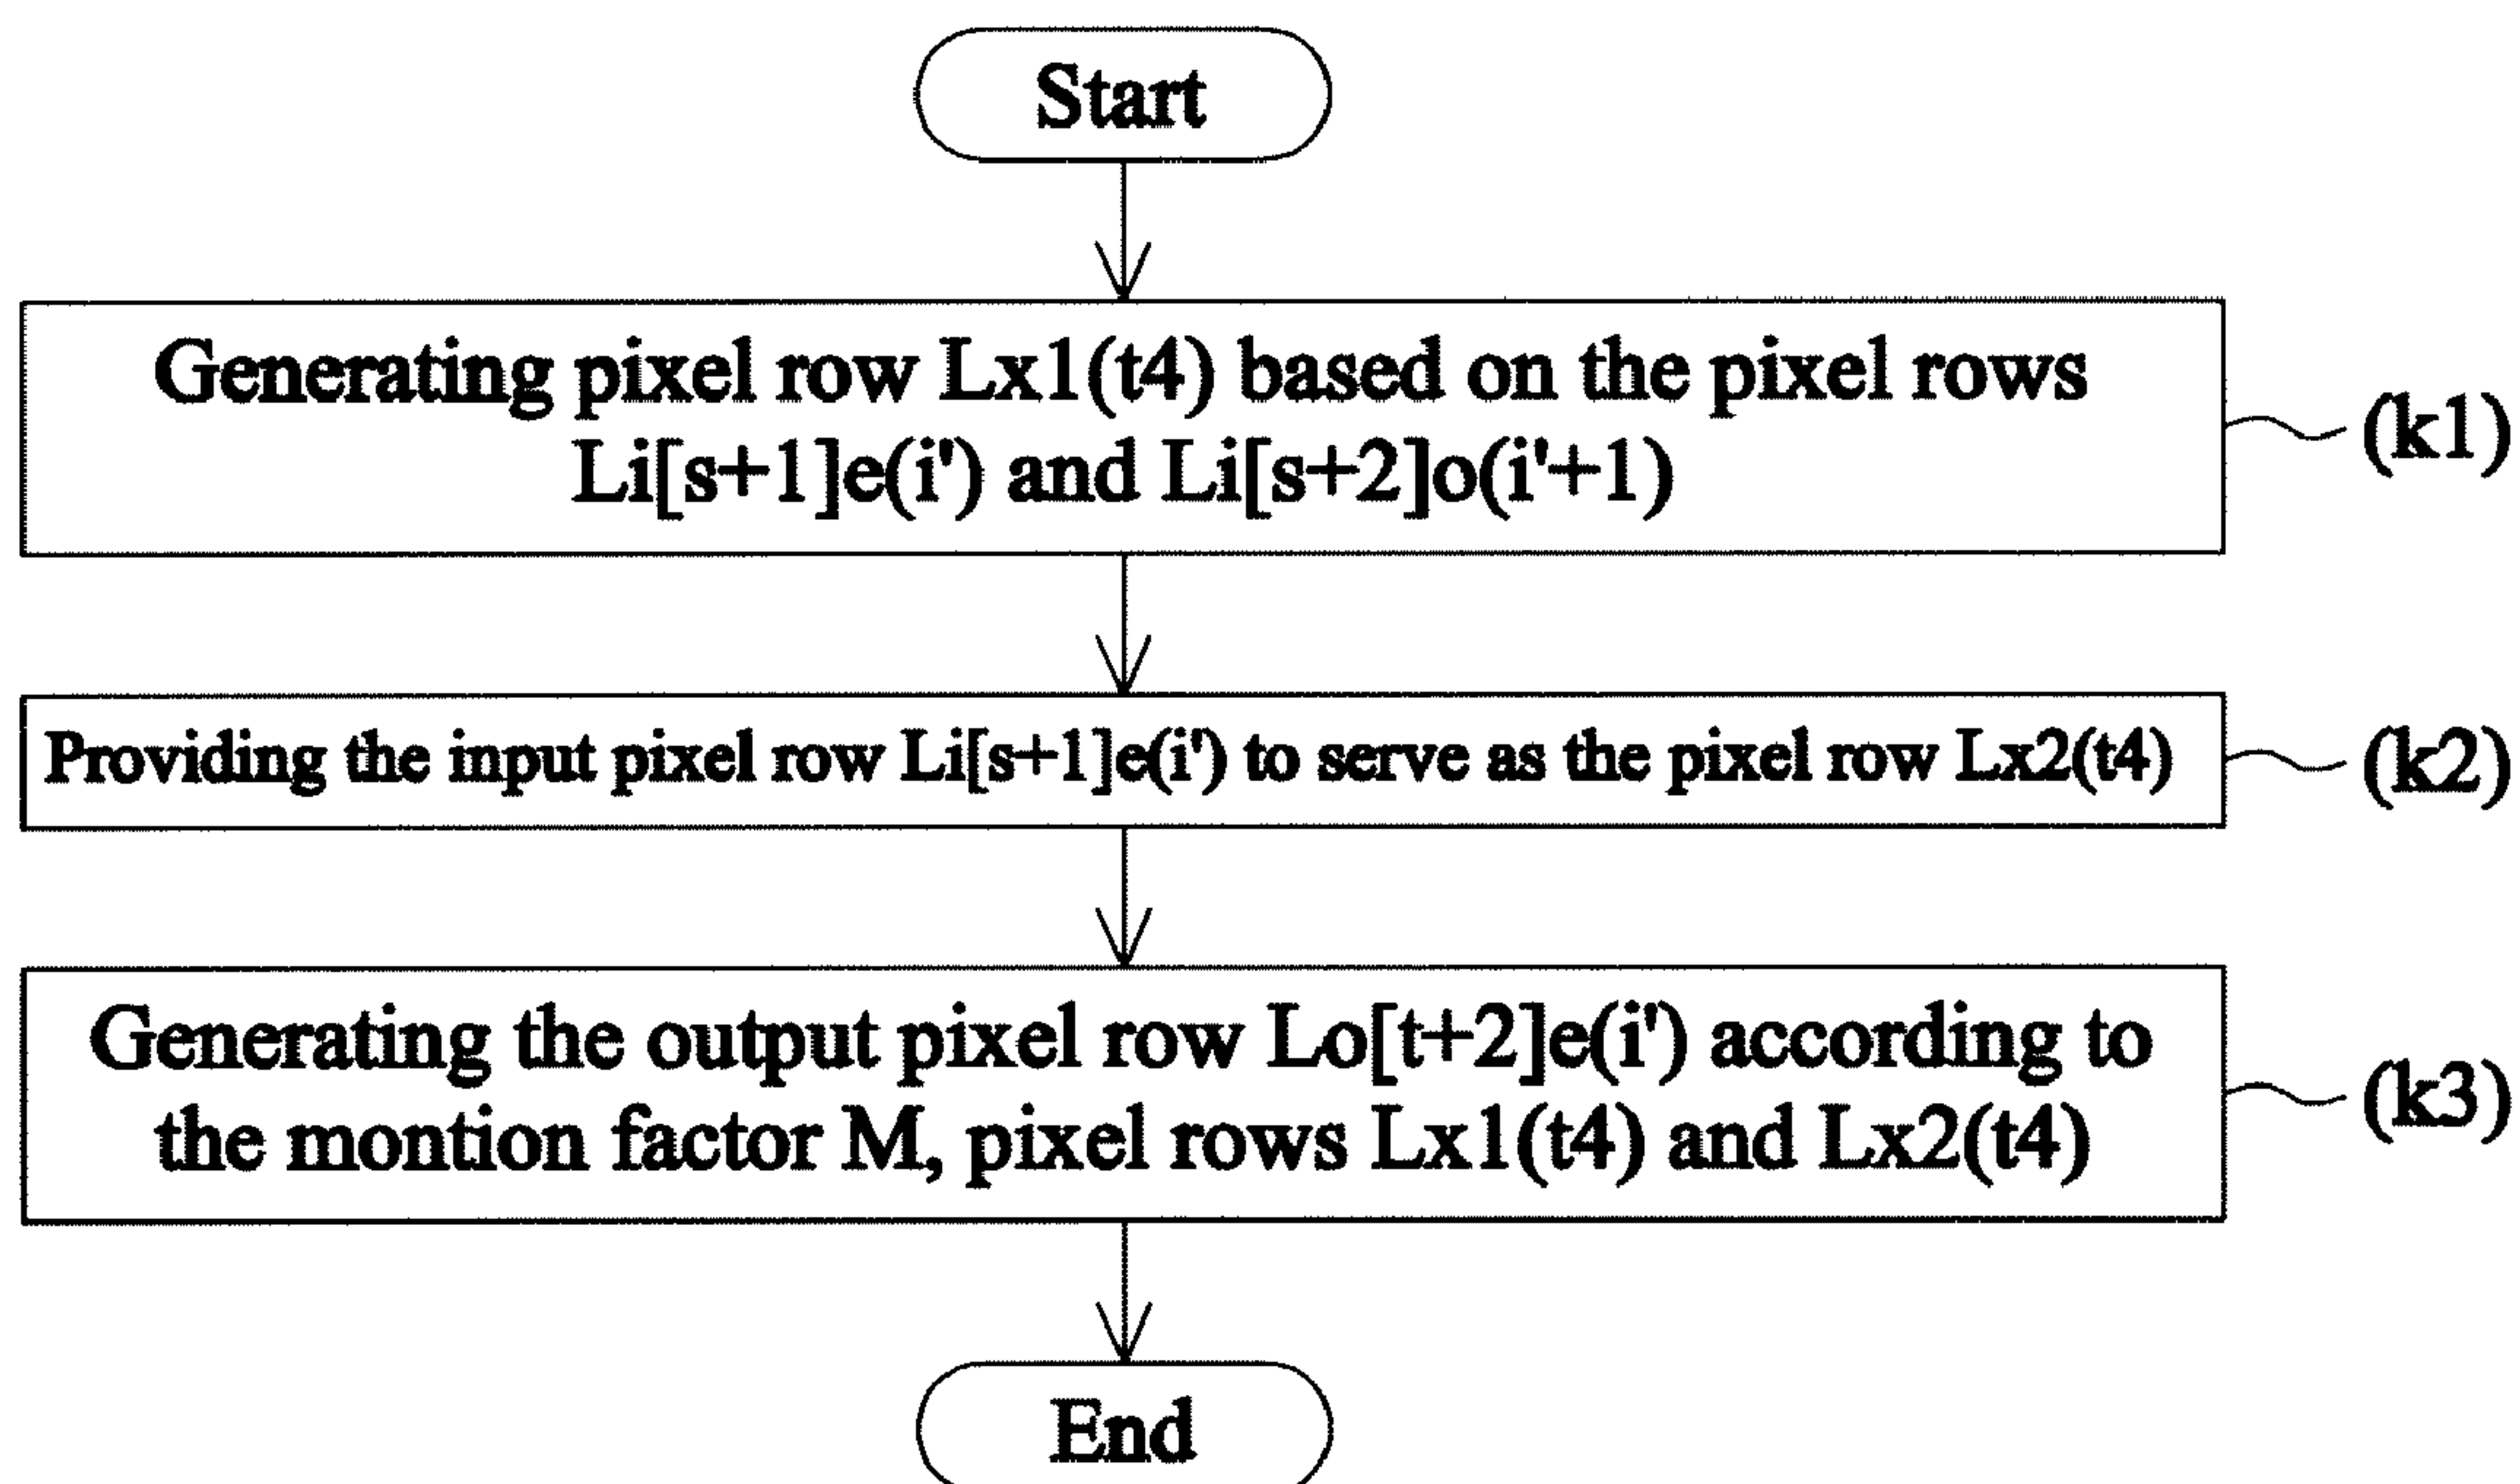 Start
Generating pixel row Lx1(t4) based on the pixel rows
Li[s+1]e(i') and Li[s+2]o(i'+1)
(k1)
Providing the input pixel row Li[s+1]e(i') to serve as the pixel row Lx2(t4)
(k2)
Generating the output pixel row Lo[t+2]e(i') according to
the montion factor M, pixel rows Lx1(t4) and Lx2(t4)
(k3)
End